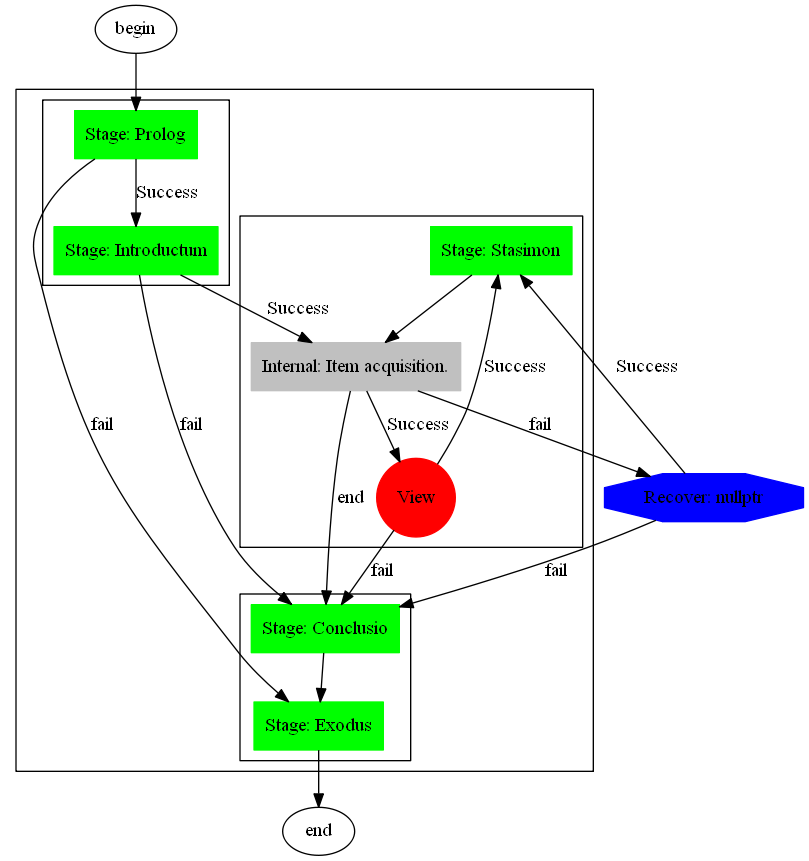 begin
Stage: Prolog
Success
Stage: Introductum
Stage: Stasimon
Success
Internal: Item acquisition.
Success
Success
fail
fail
Success
fail
end
View
Recover: nullptr
fail
fail
Stage: Conclusio
Stage: Exodus
end